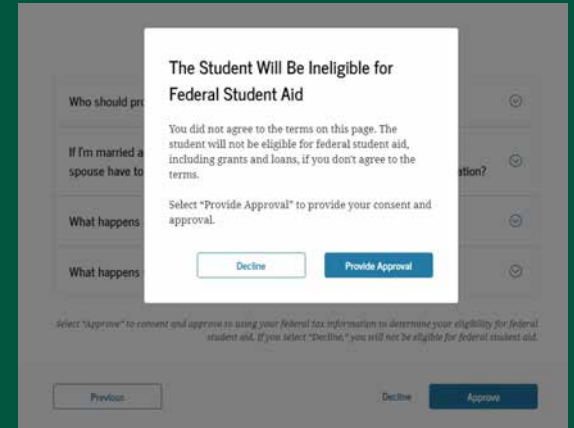 The Student Will Be Ineligible for
Federal Student Aid
Who should pro
You did not agree to the terms on this page. The
student will not be eligible for federal student aid,
including grants and loans, if you don't agree to the
terms.
If I'm married a
spouse have to
ation?
Select "Provide Approval" to provide your consent and
approval.
What happens
Decline
Provide Approval
What happens
Select "Approve" to consent and approve to using your federal tax information to determine your eligibility for federal
student aid. If you select "Decline," you will not be eligible for federal student aid.
Previous
Decline
Approve